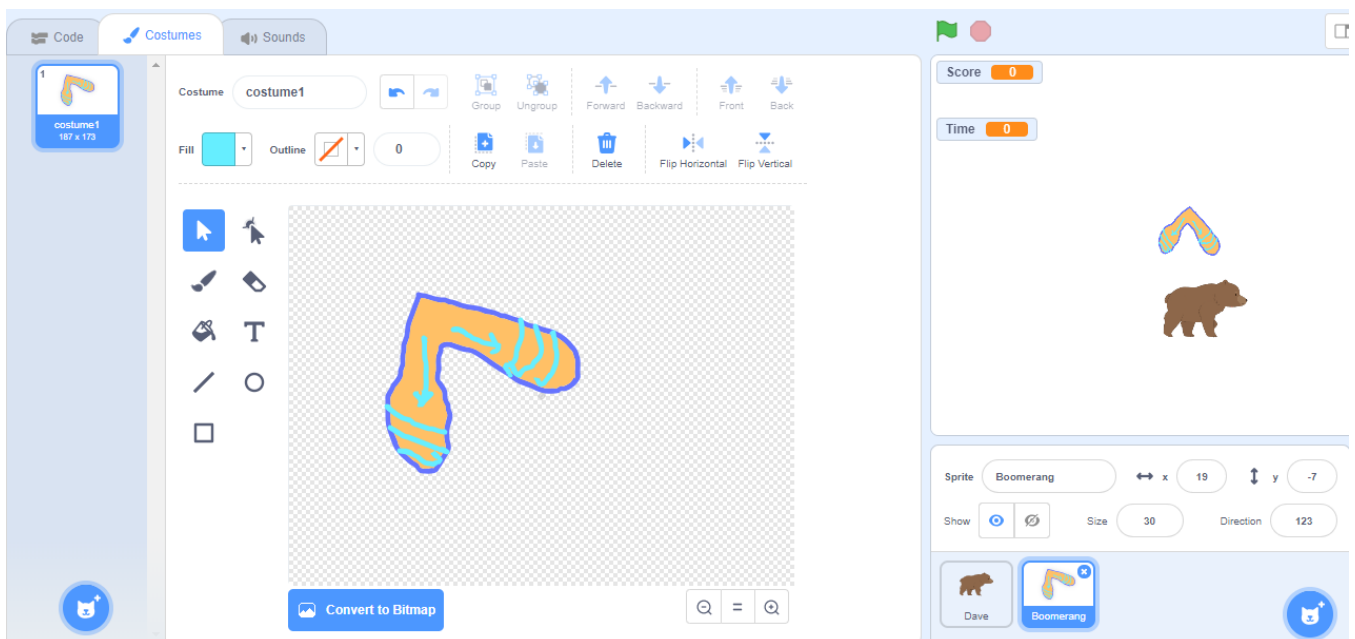 Code Costumes Sounds
Score 0
Time 0
1
costume1
187 x 173
Costume costume1 Group Ungroup Forward Backward Front Back
Fill Outline 0 Copy Paste Delete Flip Horizontal Flip Vertical
T
Convert to Bitmap
Sprite Boomerang x 19 y -7
Show Size 30 Direction 123
Dave Boomerang